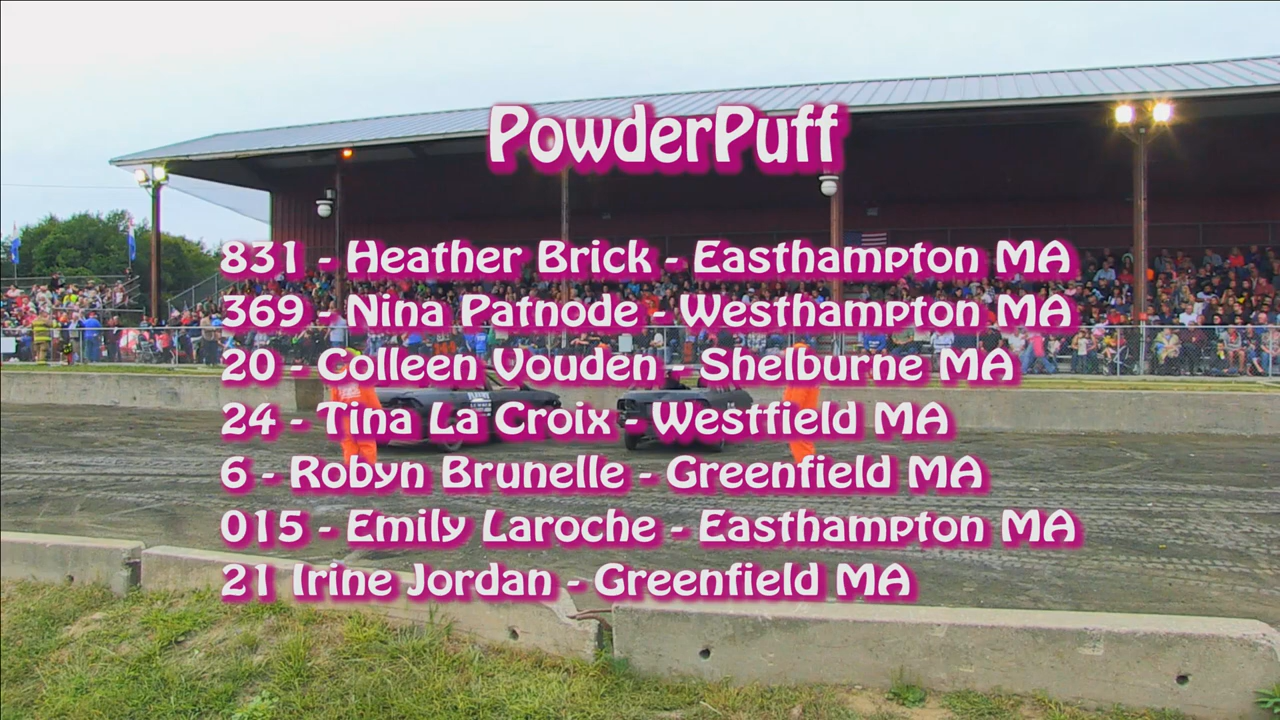 PowderPuff
831 - Heather Brick - Easthampton MA
369 - Nina Patnode - Westhampton MA
20 - Colleen Vouden - Shelburne MA
24 - Tina La Croix - Westfield MA
6 - Robyn Brunelle - Greenfield MA
015 - Emily Laroche - Easthampton MA
21 Irine Jordan - Greenfield MA